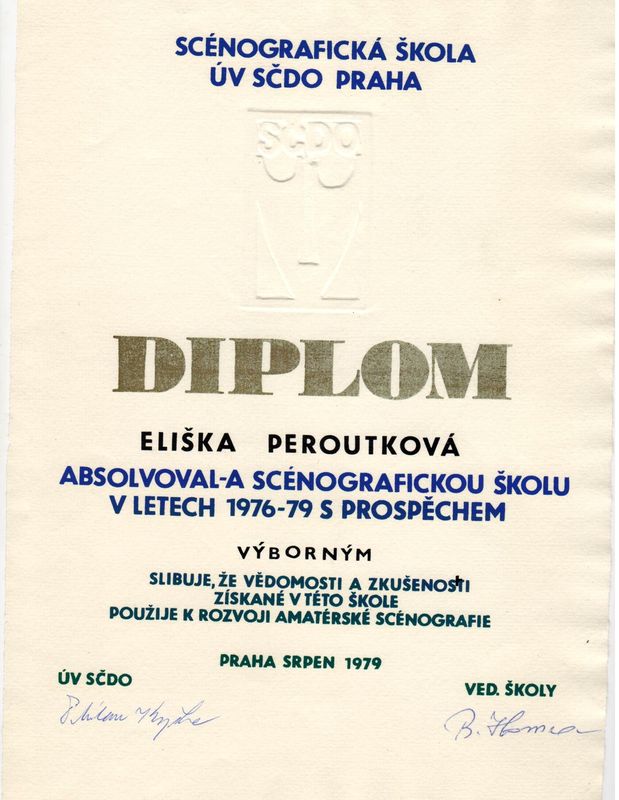 SCÉNOGRAFICKÁ ŠKOLA
ÚV SČDO PRAHA
SČDO
DIPLOM
ELIŠKA PEROUTKOVÁ
ABSOLVOVAL-A SCÉNOGRAFICKOU ŠKOLU
V LETECH 1976-79 S PROSPĚCHEM
VÝBORNÝM
SLIBUJE, ŽE VĚDOMOSTI A ZKUŠENOSTI
ZÍSKANÉ V TÉTO ŠKOLE
POUŽIJE K ROZVOJI AMATÉRSKÉ SCÉNOGRAFIE
PRAHA SRPEN 1979
ÚV SČDO
VED. ŠKOLY